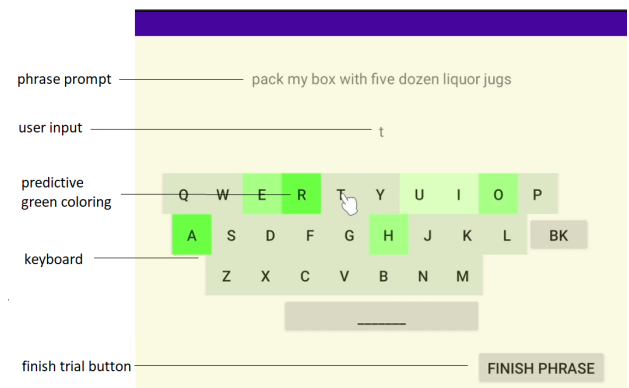 phrase prompt pack my box with five dozen liquor jugs
user input t
predictive
green coloring
Q W E R T Y U I O P
A S D F G H J K L BK
keyboard
Z X C V B N M
_______
finish trial button FINISH PHRASE